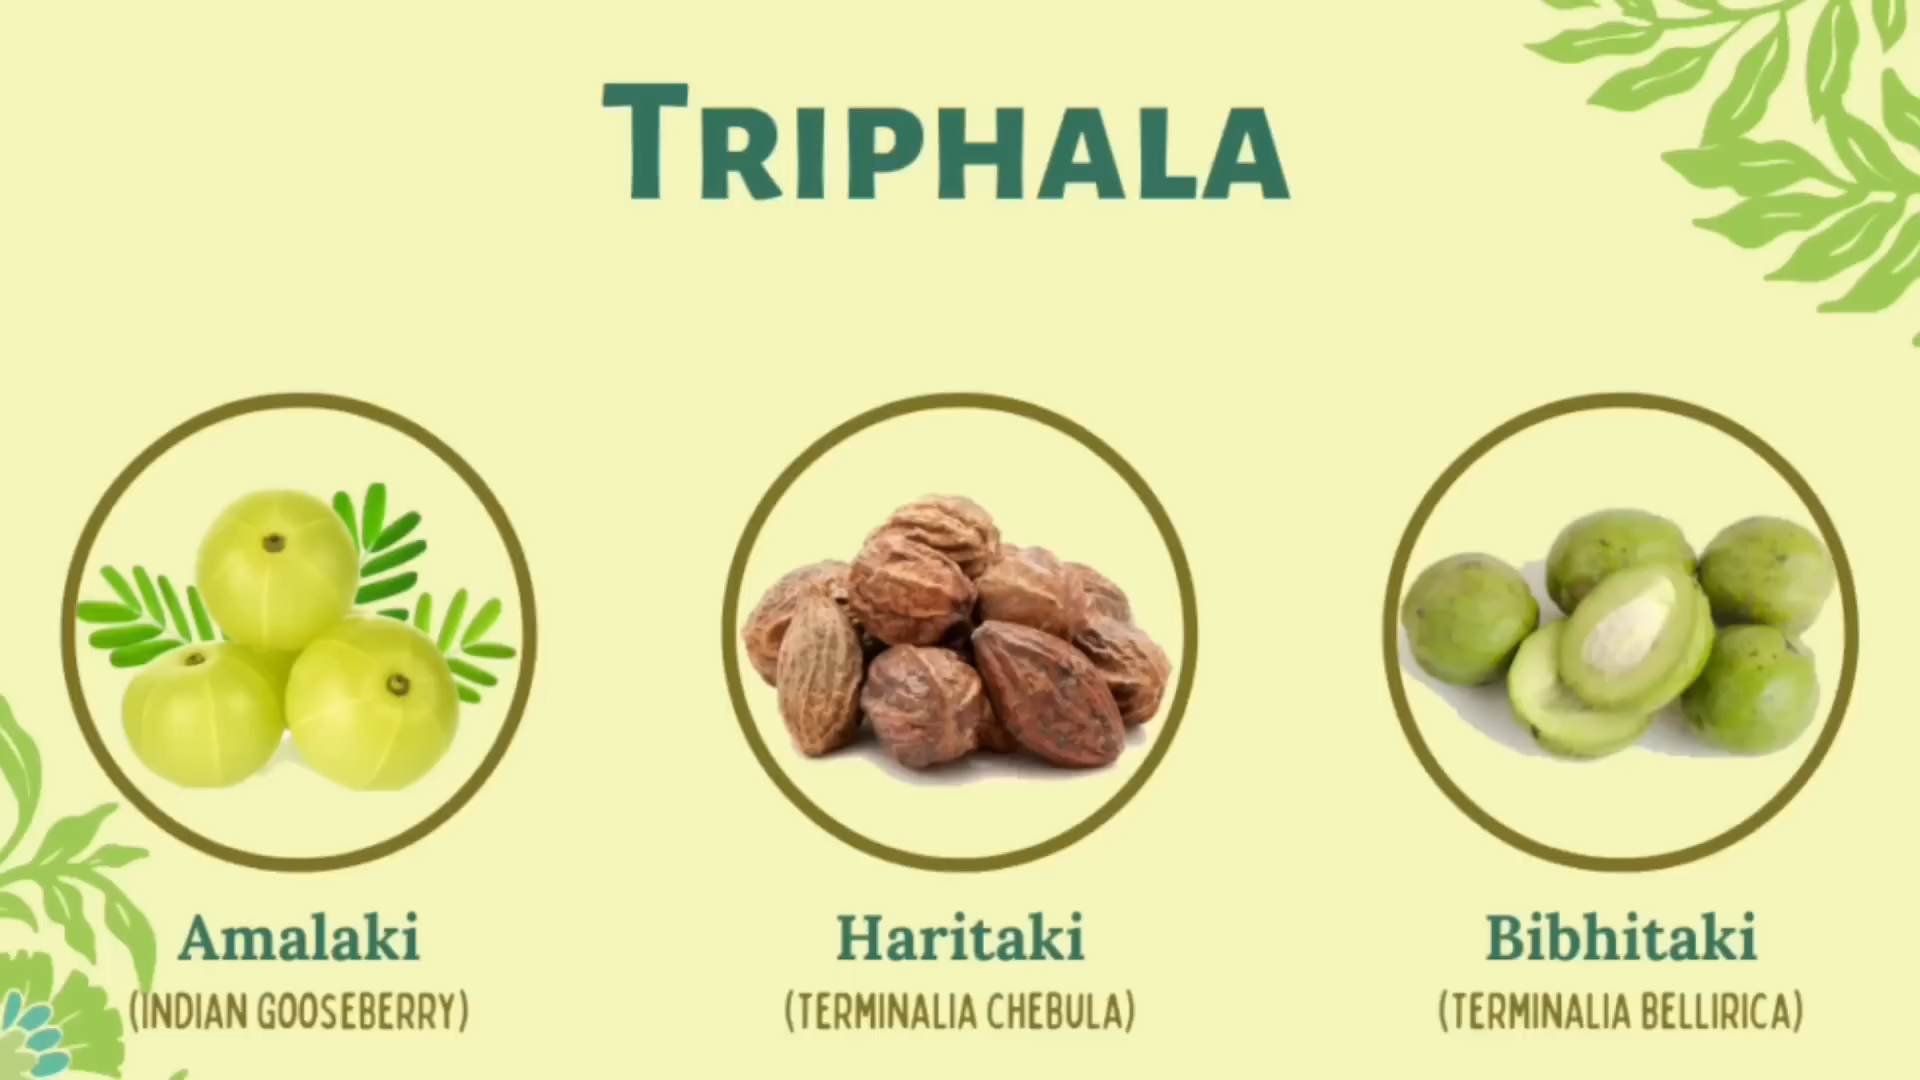 TRIPHALA
Amalaki
(INDIAN GOOSEBERRY)
Haritaki
(TERMINALIA CHEBULA)
Bibhitaki
(TERMINALIA BELLIRICA)